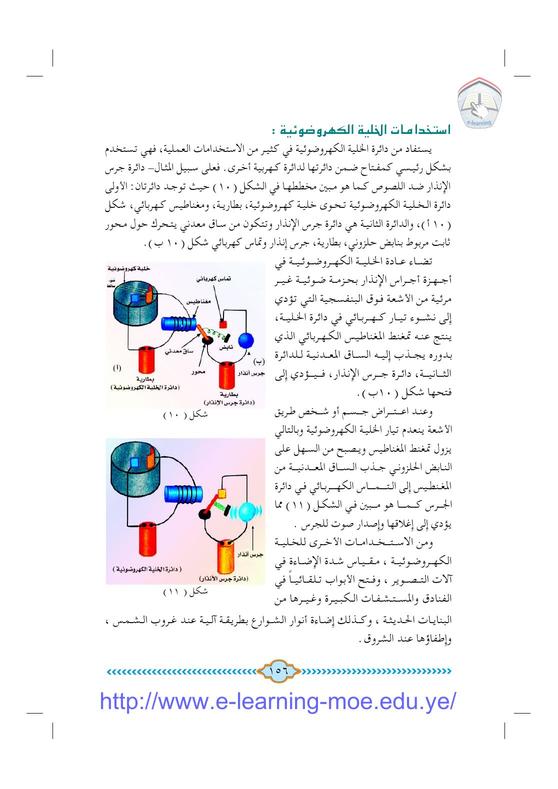 e-learning
استخدامات الخلية الكهروضوئية :
يستفاد من دائرة الخلية الكهروضوئية في كثير من الاستخدامات العملية، فهي تستخدم
بشكل رئيسي كمفتاح ضمن دائرتها لدائرة كهربية أخرى. فعلى سبيل المثال– دائرة جرس
الإنذار ضد اللصوص كما هو مبين مخططها في الشكل ( ١٠ ) حيث توجد دائرتان: الأولى
دائرة الخلية الكهروضوئية تحوى خلية كهروضوئية، بطارية، ومغناطيس كهربائي، شكل
( ١٠ أ )، والدائرة الثانية هي دائرة جرس الإنذار وتتكون من ساق معدني يتحرك حول محور
ثابت مربوط بنابض حلزوني، بطارية، جرس إنذار وتماس كهربائي شكل ( ١٠ ب ).
تضاء عادة الخلية الكهروضوئية في
أجهزة أجراس الإنذار بحزمة ضوئية غير
مرئية من الأشعة فوق البنفسجية التي تؤدي
إلى نشوء تيار كهربائي في دائرة الخلية،
ينتج عنه تمغنط المغناطيس الكهربائي الذي
بدوره يجذب إليه الساق المعدنية للدائرة
الثانية، دائرة جرس الإنذار، فيؤدي إلى
فتحها شكل ( ١٠ب ).
وعند اعتراض جسم أو شخص طريق
الأشعة ينعدم تيار الخلية الكهروضوئية وبالتالي
يزول تمغنط المغناطيس ويصبح من السهل على
النابض الحلزوني جذب الساق المعدنية من
المغنطيس إلى التماس الكهربائي في دائرة
الجرس كما هو مبين في الشكل ( ١١ ) مما
يؤدي إلى إغلاقها وإصدار صوت للجرس .
ومن الاستخدامات الاخرى للخلية
الكهروضوئية ، مقياس شدة الإضاءة في
آلات التصوير ، وفتح الأبواب تلقائياً في
الفنادق والمستشفات الكبيرة وغيرها من
البنايات الحديثة ، وكذلك إضاءة أنوار الشوارع بطريقة آلية عند غروب الشمس ،
وإطفاؤها عند الشروق .
خلية كهروضوئية
تماس كهربائي
مغناطيس
ساق معدني
نابض
محور
(أ)
(ب)
جرس أنذار
بطارية
(دائرة الخلية الكهروضوئية )
بطارية
(دائرة جرس الإنذار)
شكل ( ١٠ )
جرس أنذار
(دائرة الخلية الكهروضوئية )
(دائرة جرس الأنذار)
شكل ( ١١ )
١٥٦
http://www.e-learning-moe.edu.ye/